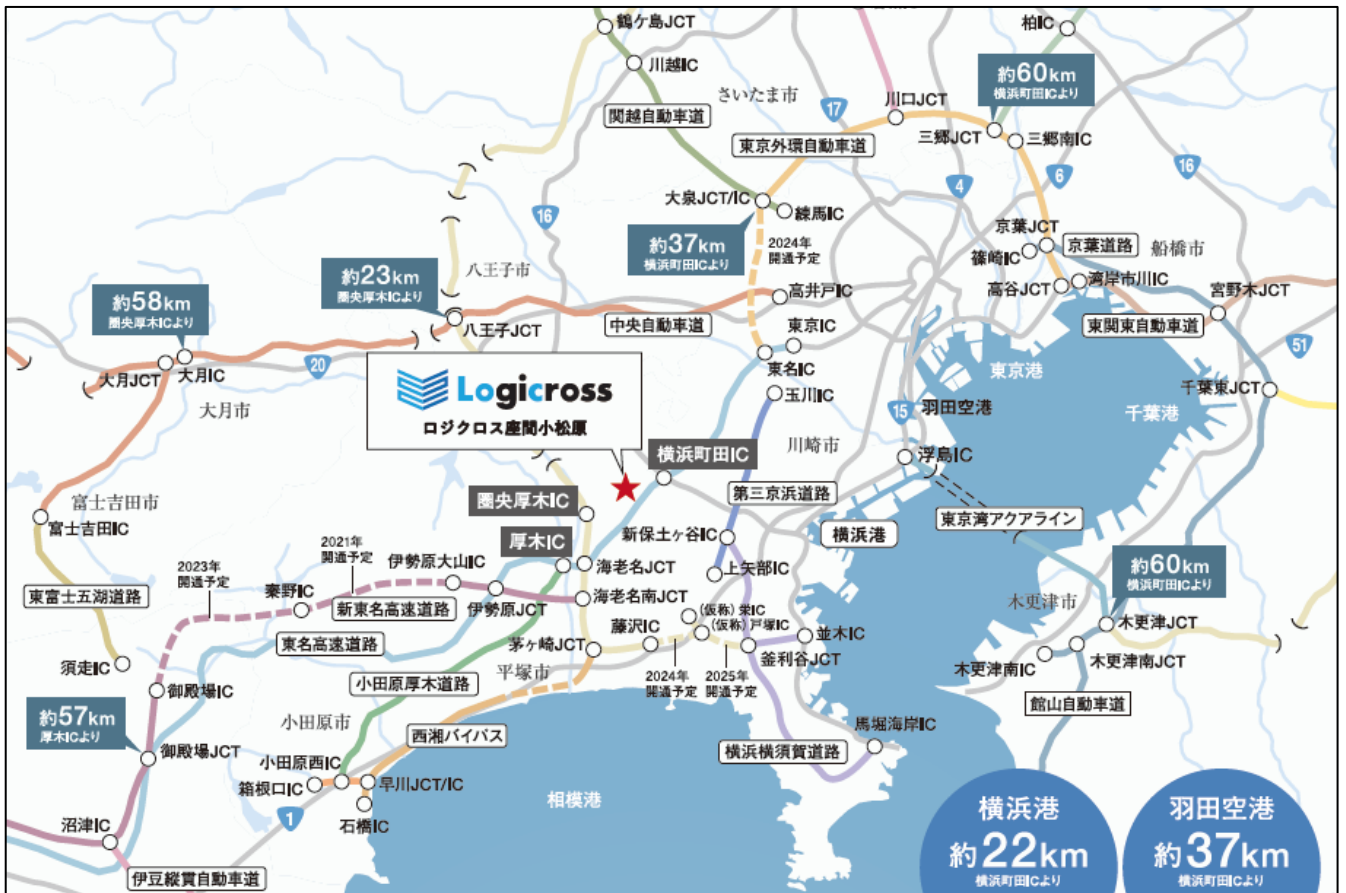 鶴ケ島JCT
柏IC
川越IC
約60km
横浜町田ICより
さいたま市
17
川口JCT
関越自動車道
三郷JCT
三郷南IC
東京外環自動車道
16
4
6
大泉JCT/IC
練馬IC
16
約37km
横浜町田ICより
2024年
開通予定
京葉JCT
京葉道路
船橋市
篠崎IC
八王子市
約23km
圏央厚木ICより
約58km
圏央厚木ICより
高井戸IC
高谷JCT
湾岸市川IC
宮野木JCT
八王子JCT
中央自動車道
東京IC
東関東自動車道
51
20
大月JCT
大月IC
東名IC
東京港
Logicross
ロジクロス座間小松原
玉川IC
千葉東JCT
大月市
15
羽田空港
千葉港
川崎市
横浜町田IC
浮島IC
圏央厚木IC
第三京浜道路
富士吉田市
富士吉田IC
東京湾アクアライン
新保土ヶ谷IC
横浜港
厚木IC
2021年
開通予定
2023年
開通予定
伊勢原大山IC
海老名JCT
上矢部IC
約60km
横浜町田ICより
東富士五湖道路
秦野IC
新東名高速道路
伊勢原JCT
海老名南JCT
木更津市
(仮称)栄IC
(仮称)戸塚IC
藤沢IC
並木IC
木更津JCT
東名高速道路
茅ヶ崎JCT
釜利谷JCT
木更津南IC
木更津南JCT
須走IC
平塚市
2024年
開通予定
2025年
開通予定
御殿場IC
小田原厚木道路
館山自動車道
約57km
厚木ICより
小田原市
馬堀海岸IC
西湘バイパス
横浜横須賀道路
御殿場JCT
小田原西IC
箱根口IC
早川JCT/IC
相模港
1
石橋IC
沼津IC
伊豆縦貫自動車道
横浜港
約22km
横浜町田ICより
羽田空港
約37km
横浜町田ICより